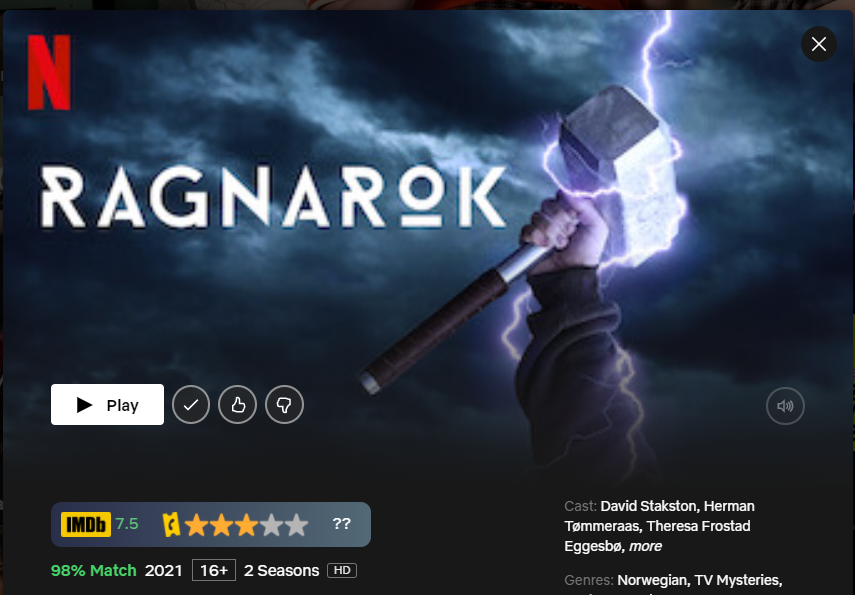 N
RAGNAROK
Play
IMDb 7.5 ??
98% Match 2021 16+ 2 Seasons HD
Cast: David Stakston, Herman
Tømmeraas, Theresa Frostad
Eggesbø, more
Genres: Norwegian, TV Mysteries,